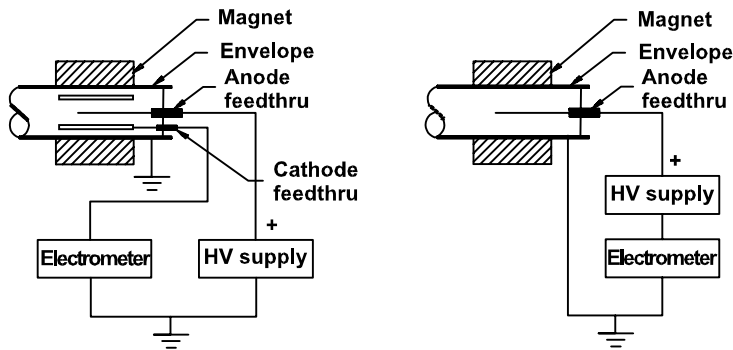 Magnet
Envelope
Anode
feedthru
Cathode
feedthru
+
Electrometer
HV supply
Magnet
Envelope
Anode
feedthru
+
HV supply
Electrometer